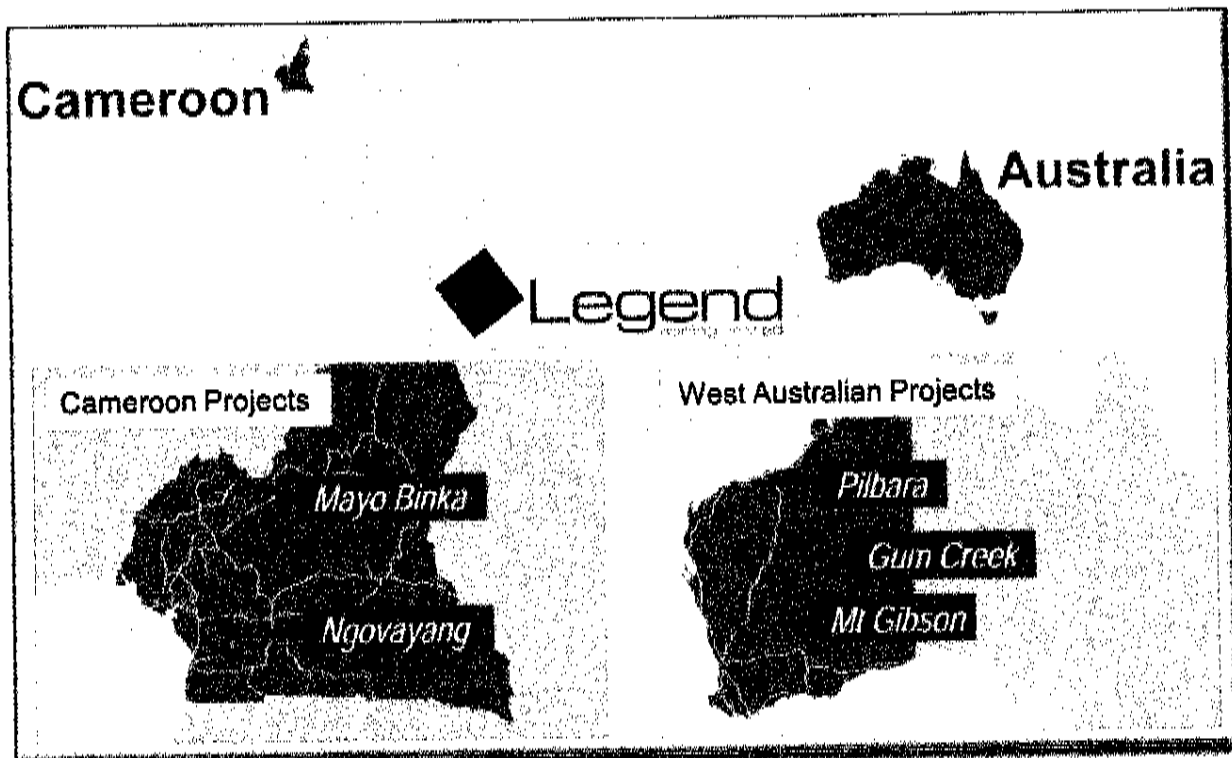 Cameroon
Australia
Legend
Cameroon Projects
West Australian Projects
Mayo Binka
Pilbara
Gum Creek
Ngovayang
Mt Gibson